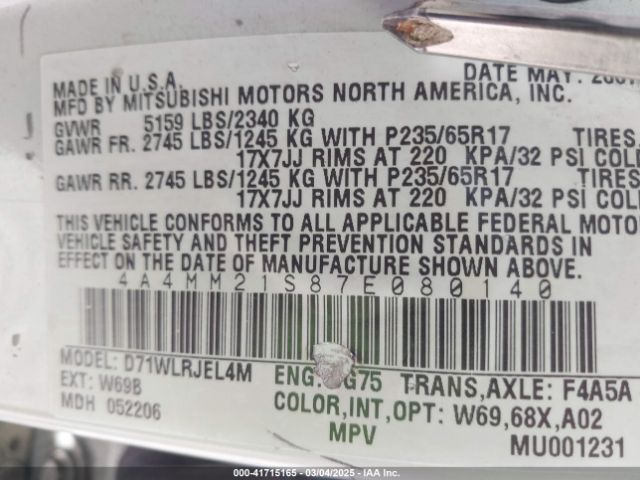 MADE IN U.S.A. DATE MAY.
MFD BY MITSUBISHI MOTORS NORTH AMERICA, INC.
GVWR 5159 LBS/2340 KG
GAWR FR. 2745 LBS/1245 KG WITH P235/65R17 TIRES,
17X7JJ RIMS AT 220 KPA/32 PSI COLD
GAWR RR. 2745 LBS/1245 KG WITH P235/65R17 TIRES,
17X7JJ RIMS AT 220 KPA/32 PSI COLD
THIS VEHICLE CONFORMS TO ALL APPLICABLE FEDERAL MOTO
VEHICLE SAFETY AND THEFT PREVENTION STANDARDS IN
EFFECT ON THE DATE OF MANUFACTURE SHOWN ABOVE.
4A4MM21S87E080140
MODEL: D71WLRJEL4M ENG: G75 TRANS,AXLE: F4A5A
EXT: W69B COLOR,INT,OPT: W69,68X,A02
MDH 052206 MPV MU001231
000-41715165 — 03/04/2025 - IAA, Inc.